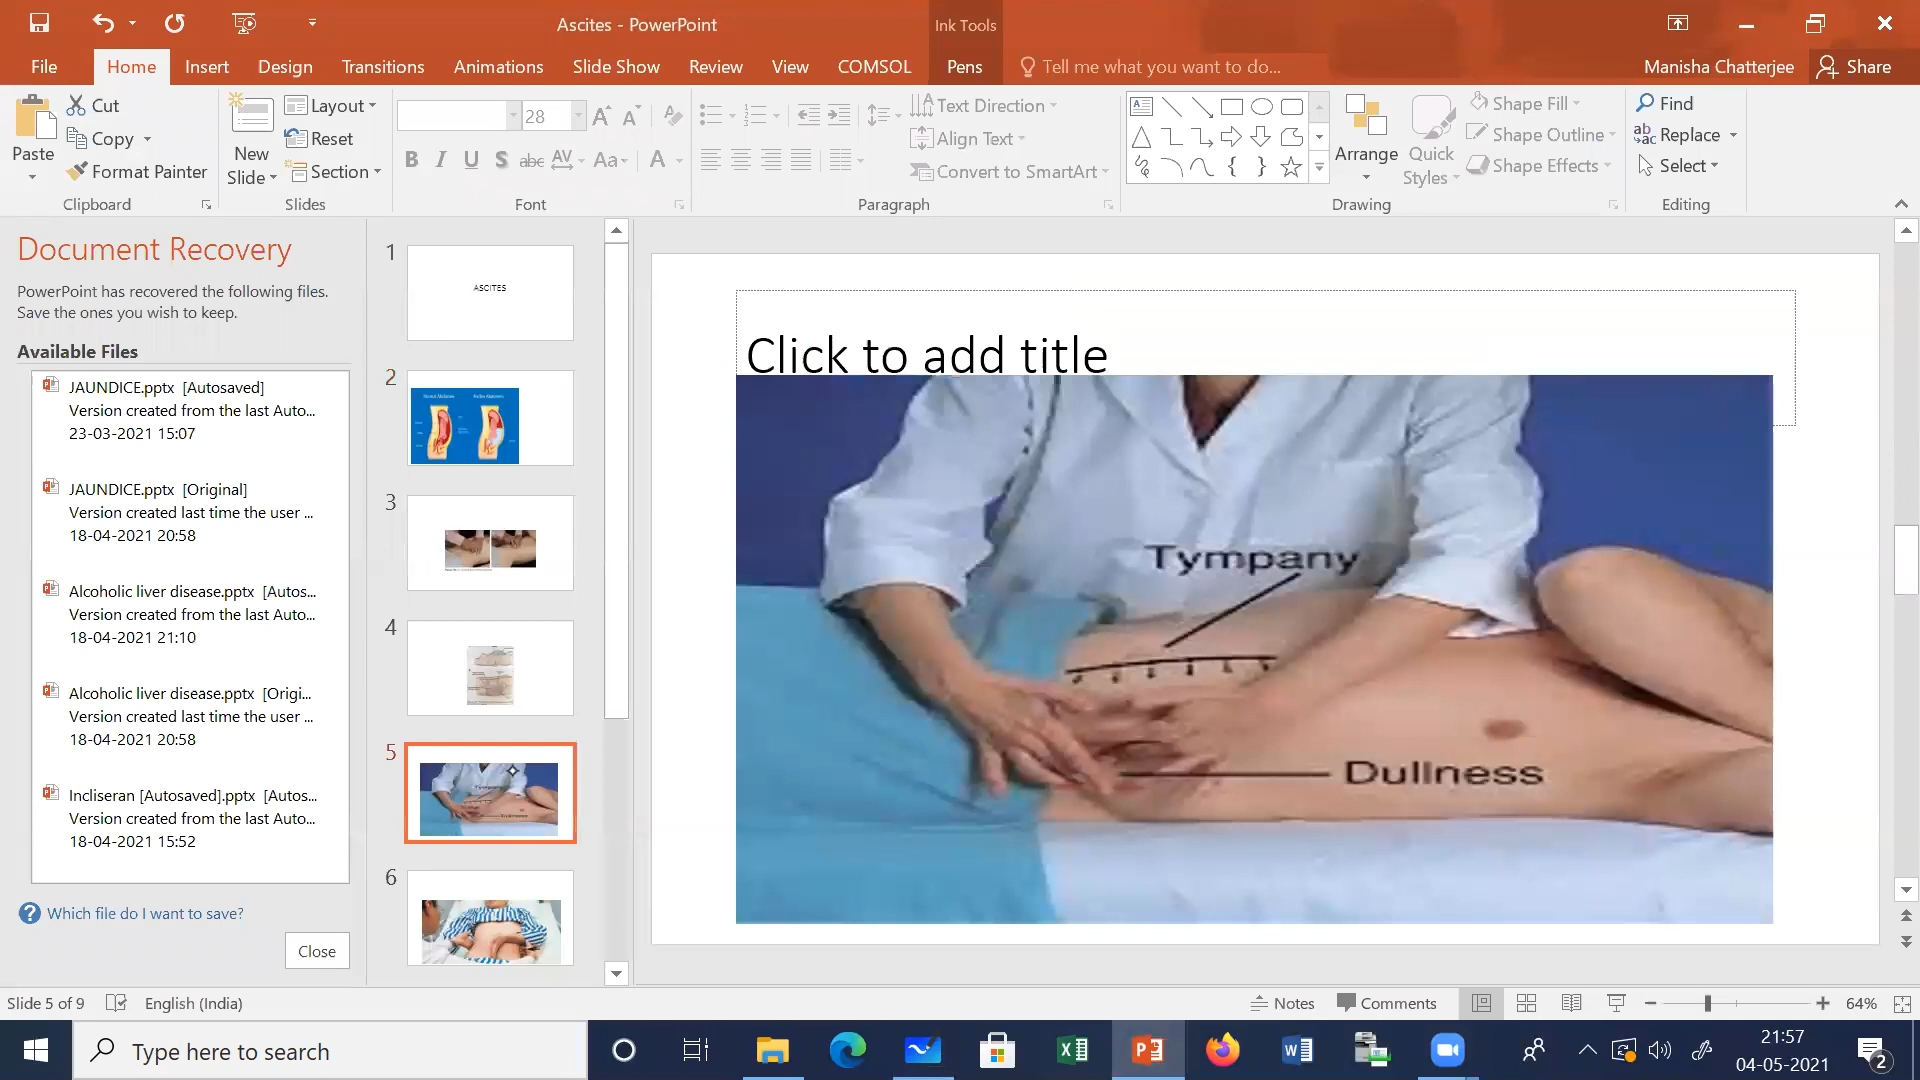 Ascites - PowerPoint
Ink Tools
File
Home
Insert
Design
Transitions
Animations
Slide Show
Review
View
COMSOL
Pens
Tell me what you want to do...
Manisha Chatterjee
Share
Paste
Cut
Copy
Format Painter
Clipboard
New
Slide
Layout
Reset
Section
Slides
28
B I U S abc AV Aa A
Font
Text Direction
Align Text
Convert to SmartArt
Paragraph
Arrange
Quick
Styles
Shape Fill
Shape Outline
Shape Effects
Drawing
Find
Replace
Select
Editing
Document Recovery
PowerPoint has recovered the following files.
Save the ones you wish to keep.
Available Files
JAUNDICE.pptx [Autosaved]
Version created from the last Auto...
23-03-2021 15:07
JAUNDICE.pptx [Original]
Version created last time the user ...
18-04-2021 20:58
Alcoholic liver disease.pptx [Autos...
Version created from the last Auto...
18-04-2021 21:10
Alcoholic liver disease.pptx [Origi...
Version created last time the user ...
18-04-2021 20:58
Incliseran [Autosaved].pptx [Autos...
Version created from the last Auto...
18-04-2021 15:52
Which file do I want to save?
Close
1
ASCITES
2
3
4
5
6
Click to add title
Tympany
Dullness
Slide 5 of 9
English (India)
Notes
Comments
64%
Type here to search
21:57
04-05-2021
2